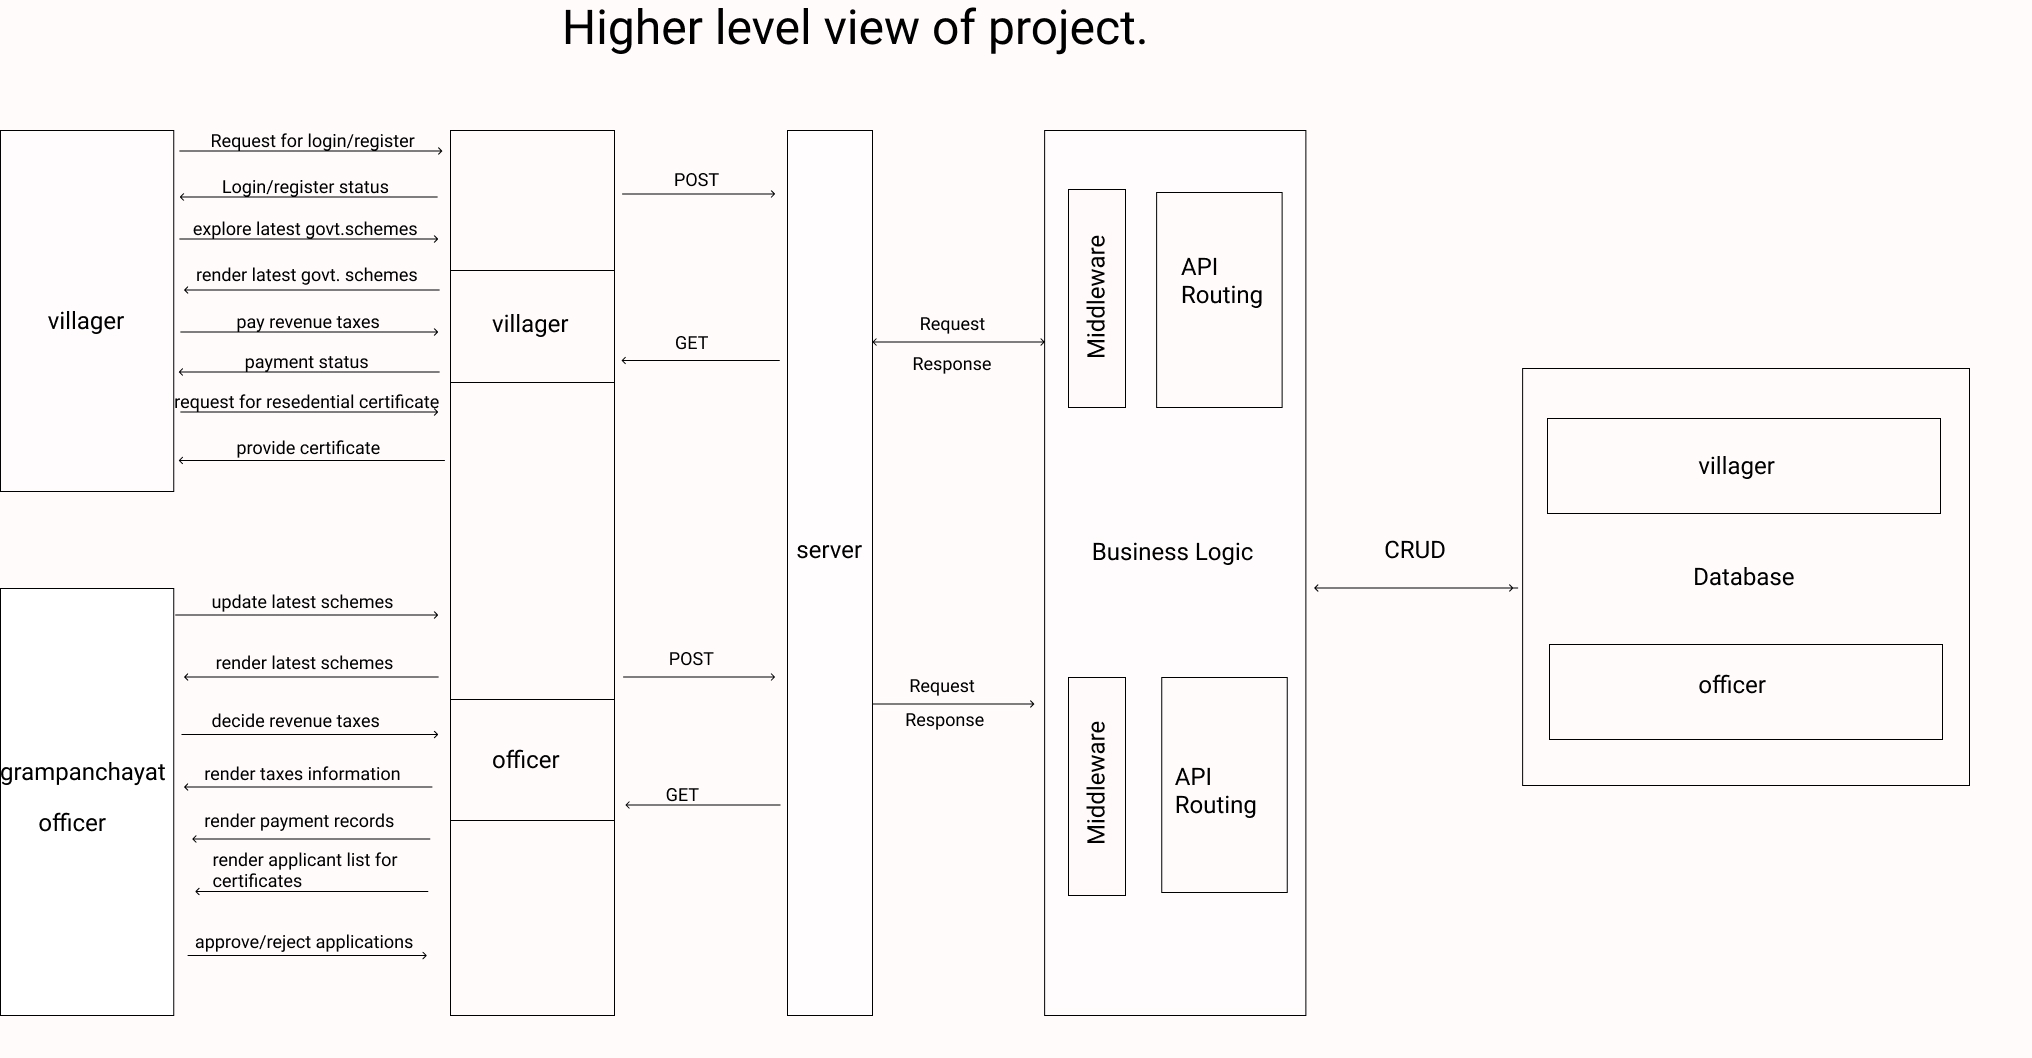 Higher level view of project.
villager
Request for login/register
Login/register status
explore latest govt.schemes
render latest govt. schemes
pay revenue taxes
payment status
request for resedential certificate
provide certificate
grampanchayat
officer
update latest schemes
render latest schemes
decide revenue taxes
render taxes information
render payment records
render applicant list for
certificates
approve/reject applications
villager
officer
POST
GET
POST
GET
server
Request
Response
Request
Response
Middleware
API
Routing
Business Logic
Middleware
API
Routing
CRUD
villager
Database
officer